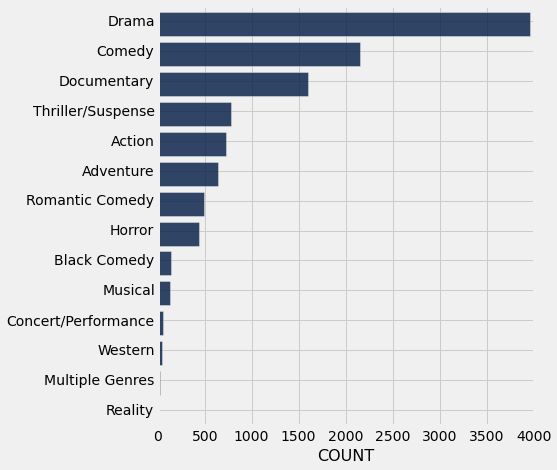 Drama
Comedy
Documentary
Thriller/Suspense
Action
Adventure
Romantic Comedy
Horror
Black Comedy
Musical
Concert/Performance
Western
Multiple Genres
Reality
0 500 1000 1500 2000 2500 3000 3500 4000
COUNT